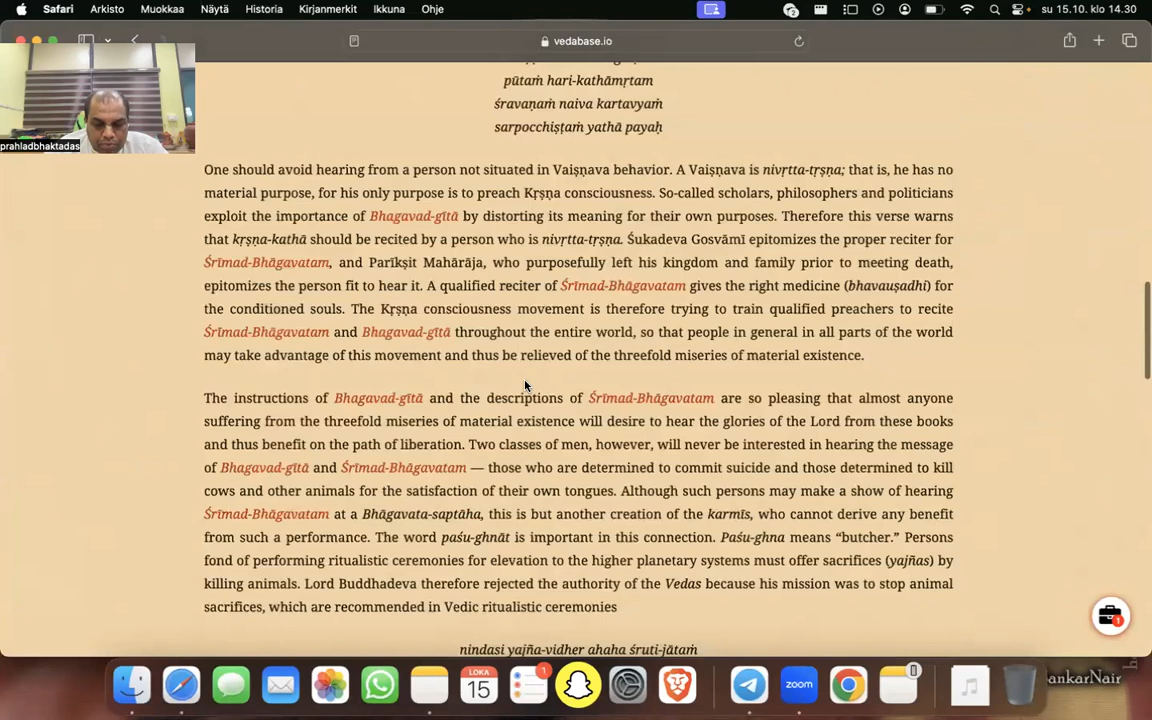 Safari Arkisto Muokkaa Näytä Historia Kirjanmerkit Ikkuna Ohje su 15.10. klo 14.30
vedabase.io
prahladbhaktadas
pūtaṁ hari-kathāmṛtam
śravaṇaṁ naiva kartavyaṁ
sarpocchiṣṭaṁ yathā payaḥ
One should avoid hearing from a person not situated in Vaiṣṇava behavior. A Vaiṣṇava is nivṛtta-tṛṣṇa; that is, he has no
material purpose, for his only purpose is to preach Kṛṣṇa consciousness. So-called scholars, philosophers and politicians
exploit the importance of Bhagavad-gītā by distorting its meaning for their own purposes. Therefore this verse warns
that kṛṣṇa-kathā should be recited by a person who is nivṛtta-tṛṣṇa. Śukadeva Gosvāmī epitomizes the proper reciter for
Śrīmad-Bhāgavatam, and Parīkṣit Mahārāja, who purposefully left his kingdom and family prior to meeting death,
epitomizes the person fit to hear it. A qualified reciter of Śrīmad-Bhāgavatam gives the right medicine (bhavauṣadhi) for
the conditioned souls. The Kṛṣṇa consciousness movement is therefore trying to train qualified preachers to recite
Śrīmad-Bhāgavatam and Bhagavad-gītā throughout the entire world, so that people in general in all parts of the world
may take advantage of this movement and thus be relieved of the threefold miseries of material existence.
The instructions of Bhagavad-gītā and the descriptions of Śrīmad-Bhāgavatam are so pleasing that almost anyone
suffering from the threefold miseries of material existence will desire to hear the glories of the Lord from these books
and thus benefit on the path of liberation. Two classes of men, however, will never be interested in hearing the message
of Bhagavad-gītā and Śrīmad-Bhāgavatam — those who are determined to commit suicide and those determined to kill
cows and other animals for the satisfaction of their own tongues. Although such persons may make a show of hearing
Śrīmad-Bhāgavatam at a Bhāgavata-saptāha, this is but another creation of the karmīs, who cannot derive any benefit
from such a performance. The word paśu-ghnāt is important in this connection. Paśu-ghna means “butcher.” Persons
fond of performing ritualistic ceremonies for elevation to the higher planetary systems must offer sacrifices (yajñas) by
killing animals. Lord Buddhadeva therefore rejected the authority of the Vedas because his mission was to stop animal
sacrifices, which are recommended in Vedic ritualistic ceremonies
1
nindasi yajña-vidher ahaha śruti-jātaṁ
LOKA
15
1
zoom
ankarNair